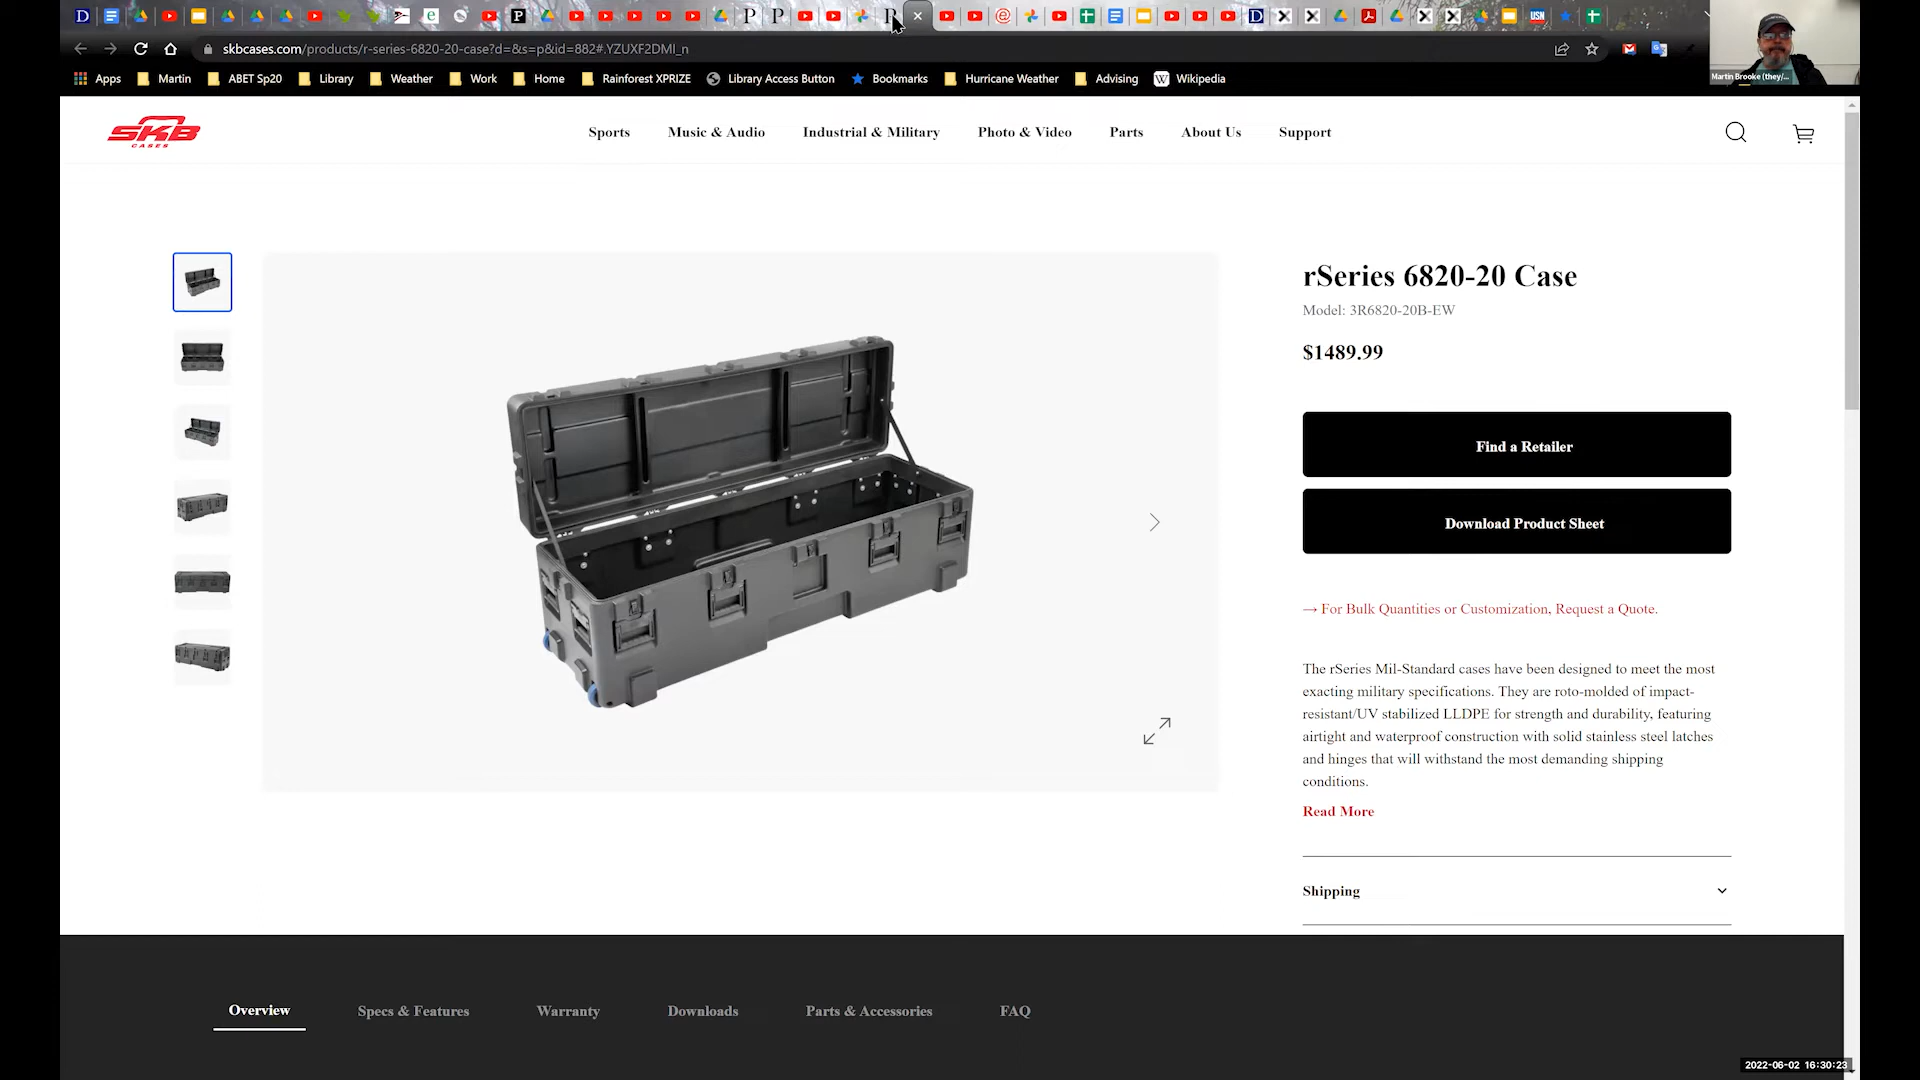 skbcases.com/products/r-series-6820-20-case?d=&s=p&id=882#.YZUXF2DMI_n
Apps Martin ABET Sp20 Library Weather Work Home Rainforest XPRIZE Library Access Button Bookmarks Hurricane Weather Advising Wikipedia
Martin Brooke (they/...
SKB
CASES
Sports Music & Audio Industrial & Military Photo & Video Parts About Us Support
rSeries 6820-20 Case
Model: 3R6820-20B-EW
$1489.99
Find a Retailer
Download Product Sheet
→ For Bulk Quantities or Customization, Request a Quote.
The rSeries Mil-Standard cases have been designed to meet the most
exacting military specifications. They are roto-molded of impact-
resistant/UV stabilized LLDPE for strength and durability, featuring
airtight and waterproof construction with solid stainless steel latches
and hinges that will withstand the most demanding shipping
conditions.
Read More
Shipping
Overview Specs & Features Warranty Downloads Parts & Accessories FAQ
2022-06-02 16:30:23